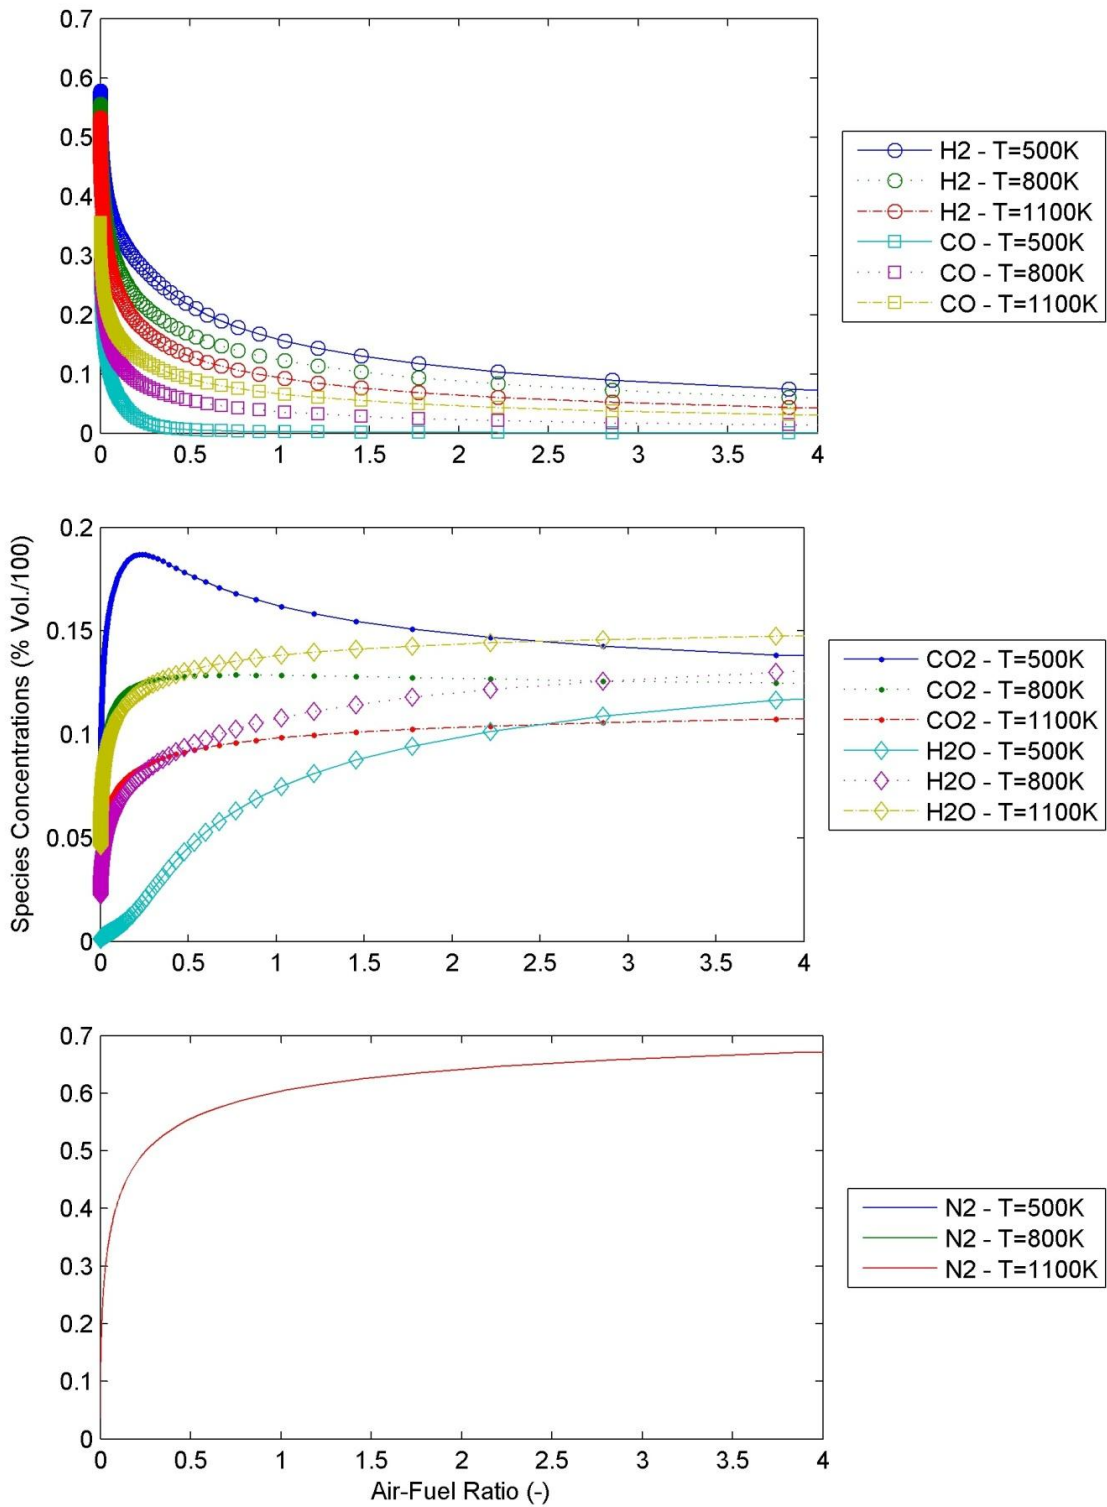 0.7
0.6
0.5
0.4
0.3
0.2
0.1
0
0 0.5 1 1.5 2 2.5 3 3.5 4
H2 - T=500K
H2 - T=800K
H2 - T=1100K
CO - T=500K
CO - T=800K
CO - T=1100K
Species Concentrations (% Vol./100)
0.2
0.15
0.1
0.05
0
0 0.5 1 1.5 2 2.5 3 3.5 4
CO2 - T=500K
CO2 - T=800K
CO2 - T=1100K
H2O - T=500K
H2O - T=800K
H2O - T=1100K
0.7
0.6
0.5
0.4
0.3
0.2
0.1
0
0 0.5 1 1.5 2 2.5 3 3.5 4
Air-Fuel Ratio (-)
N2 - T=500K
N2 - T=800K
N2 - T=1100K